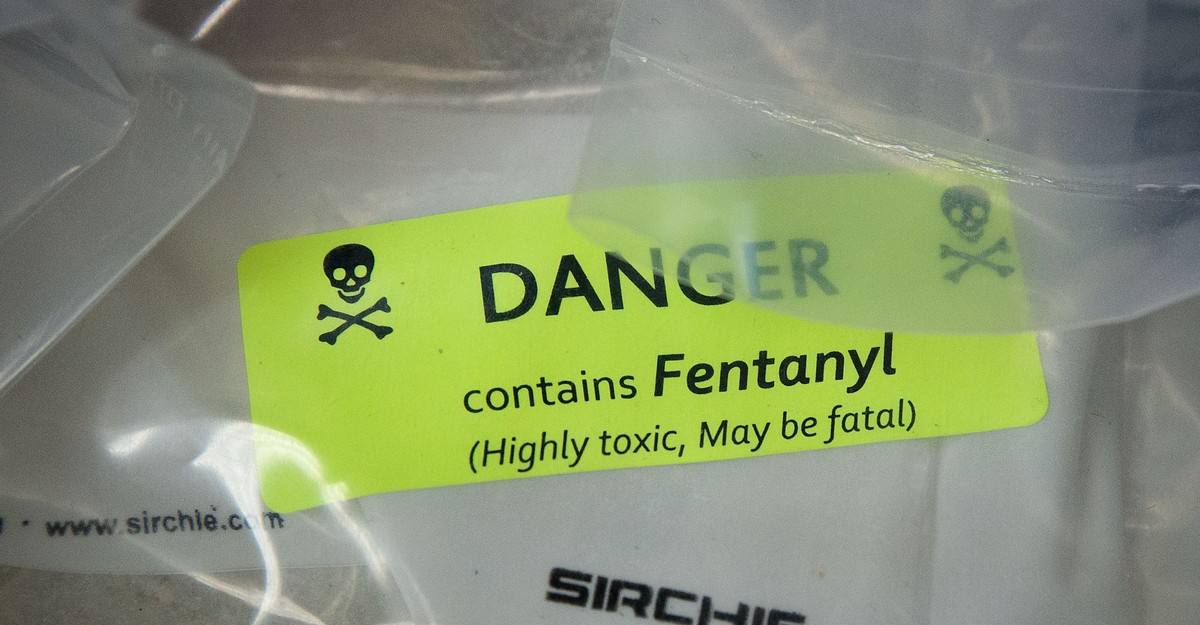 DANGER
contains Fentanyl
(Highly toxic, May be fatal)
· www.sirchie.com
SIRCHIE